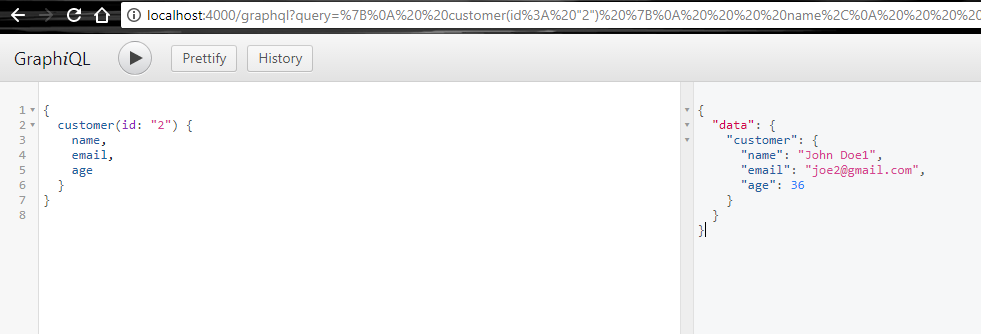 localhost:4000/graphql?query=%7B%0A%20%20customer(id%3A%20"2")%20%7B%0A%20%20%20%20name%2C%0A%20%20%20%20
GraphiQL Prettify History
1 {
2 customer(id: "2") {
3 name,
4 email,
5 age
6 }
7 }
8
{
"data": {
"customer": {
"name": "John Doe1",
"email": "joe2@gmail.com",
"age": 36
}
}
}